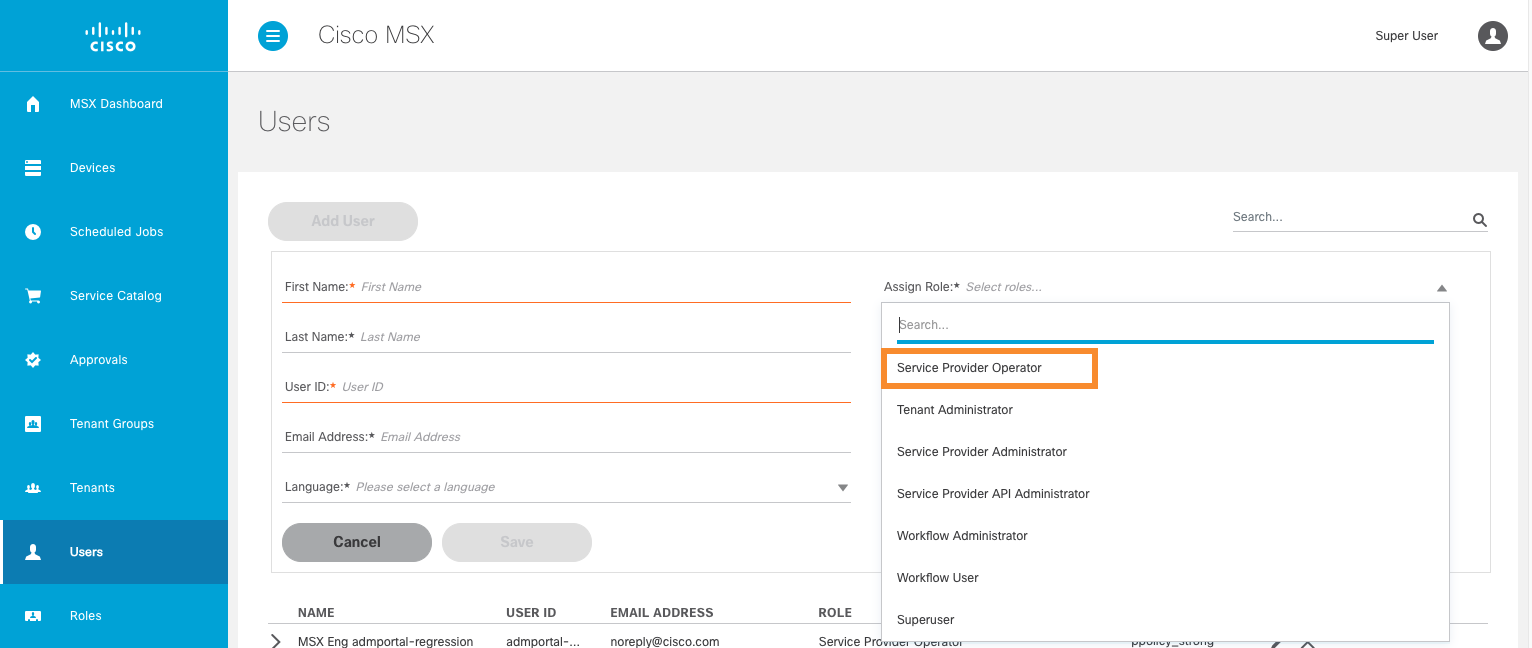 CISCO
Cisco MSX
Super User
MSX Dashboard
Devices
Scheduled Jobs
Service Catalog
Approvals
Tenant Groups
Tenants
Users
Roles
Users
Add User
Search...
First Name:* First Name
Last Name:* Last Name
User ID:* User ID
Email Address:* Email Address
Language:* Please select a language
Cancel Save
Assign Role:* Select roles...
Search...
Service Provider Operator
Tenant Administrator
Service Provider Administrator
Service Provider API Administrator
Workflow Administrator
Workflow User
Superuser
NAME USER ID EMAIL ADDRESS ROLE
MSX Eng admportal-regression admportal-... noreply@cisco.com Service Provider Operator ppolicy_strong